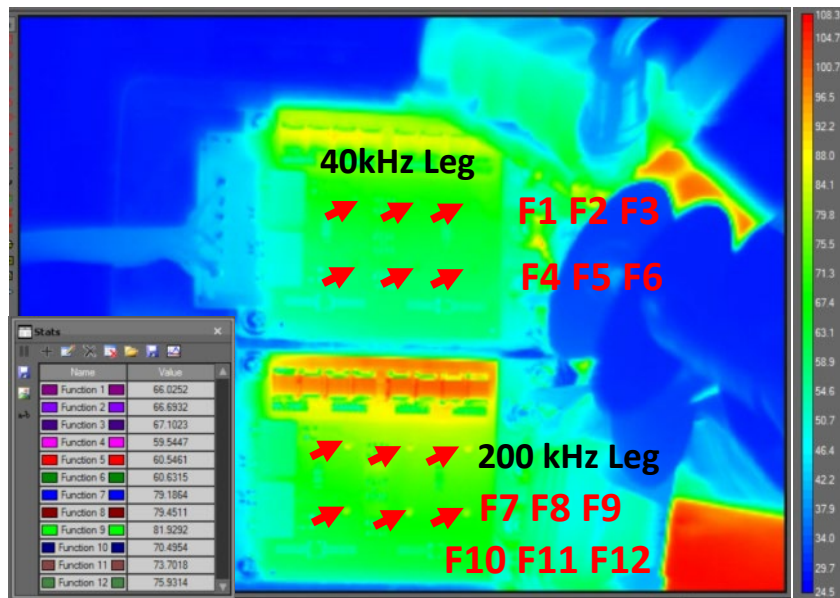 108.3
104.7
100.7
96.5
92.2
88.0
84.1
79.8
75.5
71.3
67.3
63.0
58.8
54.6
50.7
46.4
42.2
38.0
34.0
29.7
24.5
40kHz Leg
F1 F2 F3
F4 F5 F6
200 kHz Leg
F7 F8 F9
F10 F11 F12
Stats
Name Value
Function 1 66.0252
Function 2 66.6932
Function 3 67.1023
Function 4 59.5447
Function 5 60.5461
Function 6 60.6315
Function 7 79.1864
Function 8 79.4511
Function 9 81.9292
Function 10 70.4954
Function 11 73.7018
Function 12 75.9314